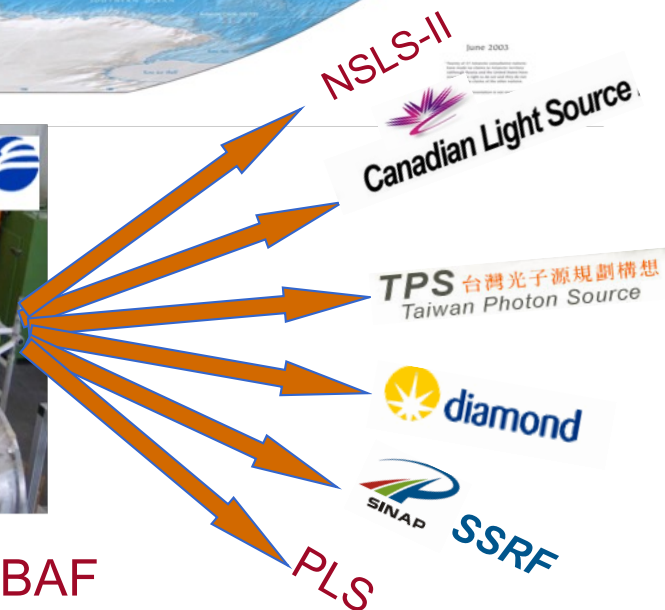 NSLS-II
June 2003
Canadian Light Source
TPS 台灣光子源規劃構想
Taiwan Photon Source
diamond
SINAP
SSRF
BAF
PLS